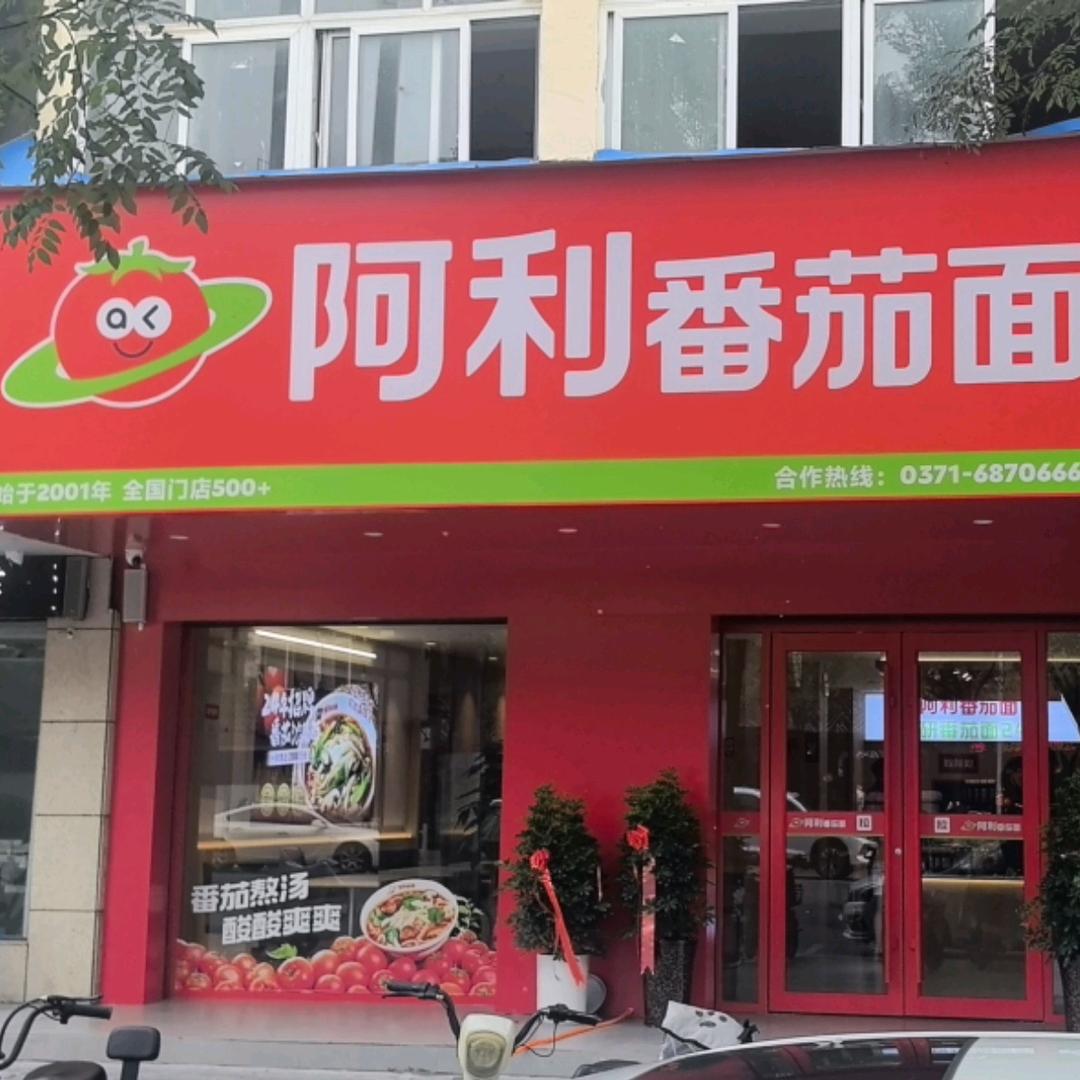 阿利番茄面
始于2001年 全国门店500+
合作热线：0371-6870666
阿利番茄面
番茄熬汤
酸酸爽爽
阿利番茄面 拉
拉 阿利番茄面